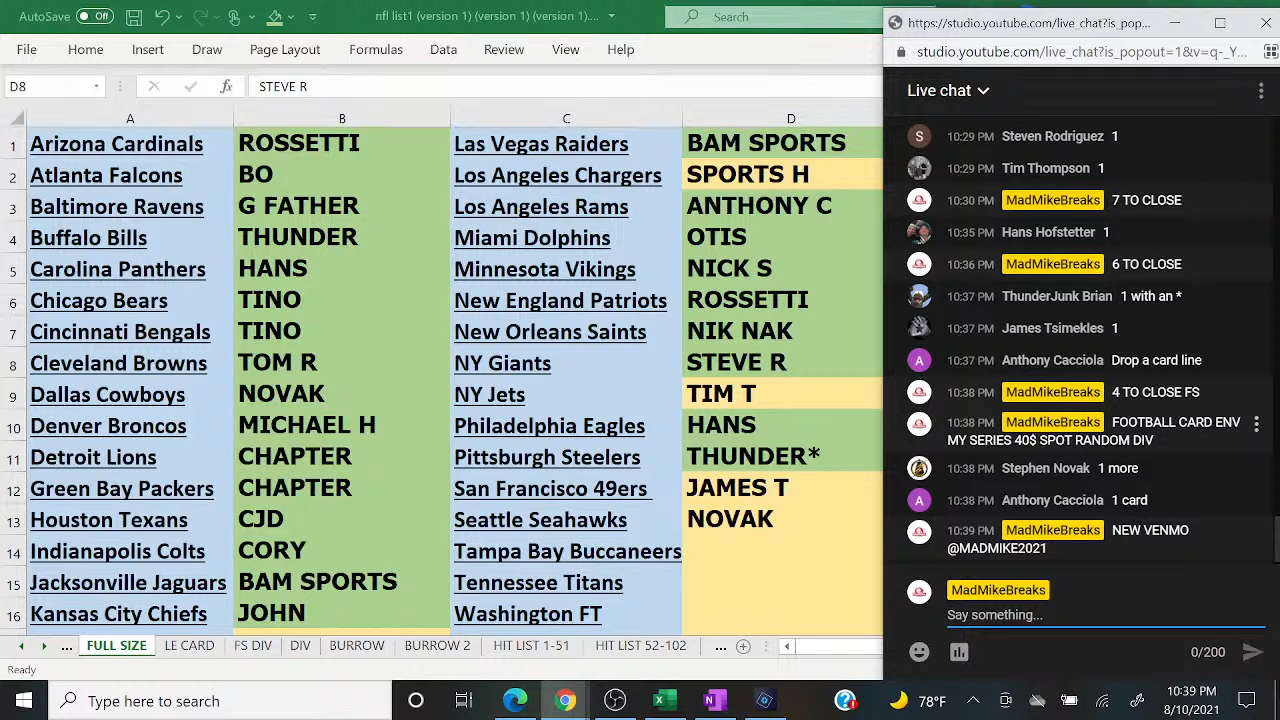 AutoSave Off nfl list1 (version 1) (version 1) (version 1).... Search
https://studio.youtube.com/live_chat?is_pop...
File Home Insert Draw Page Layout Formulas Data Review View Help
studio.youtube.com/live_chat?is_popout=1&v=q-_Y...
D8 fx STEVE R
Live chat
A B C D
1 Arizona Cardinals ROSSETTI Las Vegas Raiders BAM SPORTS
2 Atlanta Falcons BO Los Angeles Chargers SPORTS H
3 Baltimore Ravens G FATHER Los Angeles Rams ANTHONY C
4 Buffalo Bills THUNDER Miami Dolphins OTIS
5 Carolina Panthers HANS Minnesota Vikings NICK S
6 Chicago Bears TINO New England Patriots ROSSETTI
7 Cincinnati Bengals TINO New Orleans Saints NIK NAK
8 Cleveland Browns TOM R NY Giants STEVE R
9 Dallas Cowboys NOVAK NY Jets TIM T
10 Denver Broncos MICHAEL H Philadelphia Eagles HANS
11 Detroit Lions CHAPTER Pittsburgh Steelers THUNDER*
12 Green Bay Packers CHAPTER San Francisco 49ers JAMES T
13 Houston Texans CJD Seattle Seahawks NOVAK
14 Indianapolis Colts CORY Tampa Bay Buccaneers
15 Jacksonville Jaguars BAM SPORTS Tennessee Titans
16 Kansas City Chiefs JOHN Washington FT
... FULL SIZE LE CARD FS DIV DIV BURROW BURROW 2 HIT LIST 1-51 HIT LIST 52-102 ...
Ready
S 10:29 PM Steven Rodriguez 1
10:29 PM Tim Thompson 1
10:30 PM MadMikeBreaks 7 TO CLOSE
10:35 PM Hans Hofstetter 1
10:36 PM MadMikeBreaks 6 TO CLOSE
10:37 PM ThunderJunk Brian 1 with an *
10:37 PM James Tsimekles 1
A 10:37 PM Anthony Cacciola Drop a card line
10:38 PM MadMikeBreaks 4 TO CLOSE FS
10:38 PM MadMikeBreaks FOOTBALL CARD ENV
MY SERIES 40$ SPOT RANDOM DIV
10:38 PM Stephen Novak 1 more
A 10:38 PM Anthony Cacciola 1 card
10:39 PM MadMikeBreaks NEW VENMO
@MADMIKE2021
MadMikeBreaks
Say something...
0/200
Type here to search
78°F
10:39 PM
8/10/2021